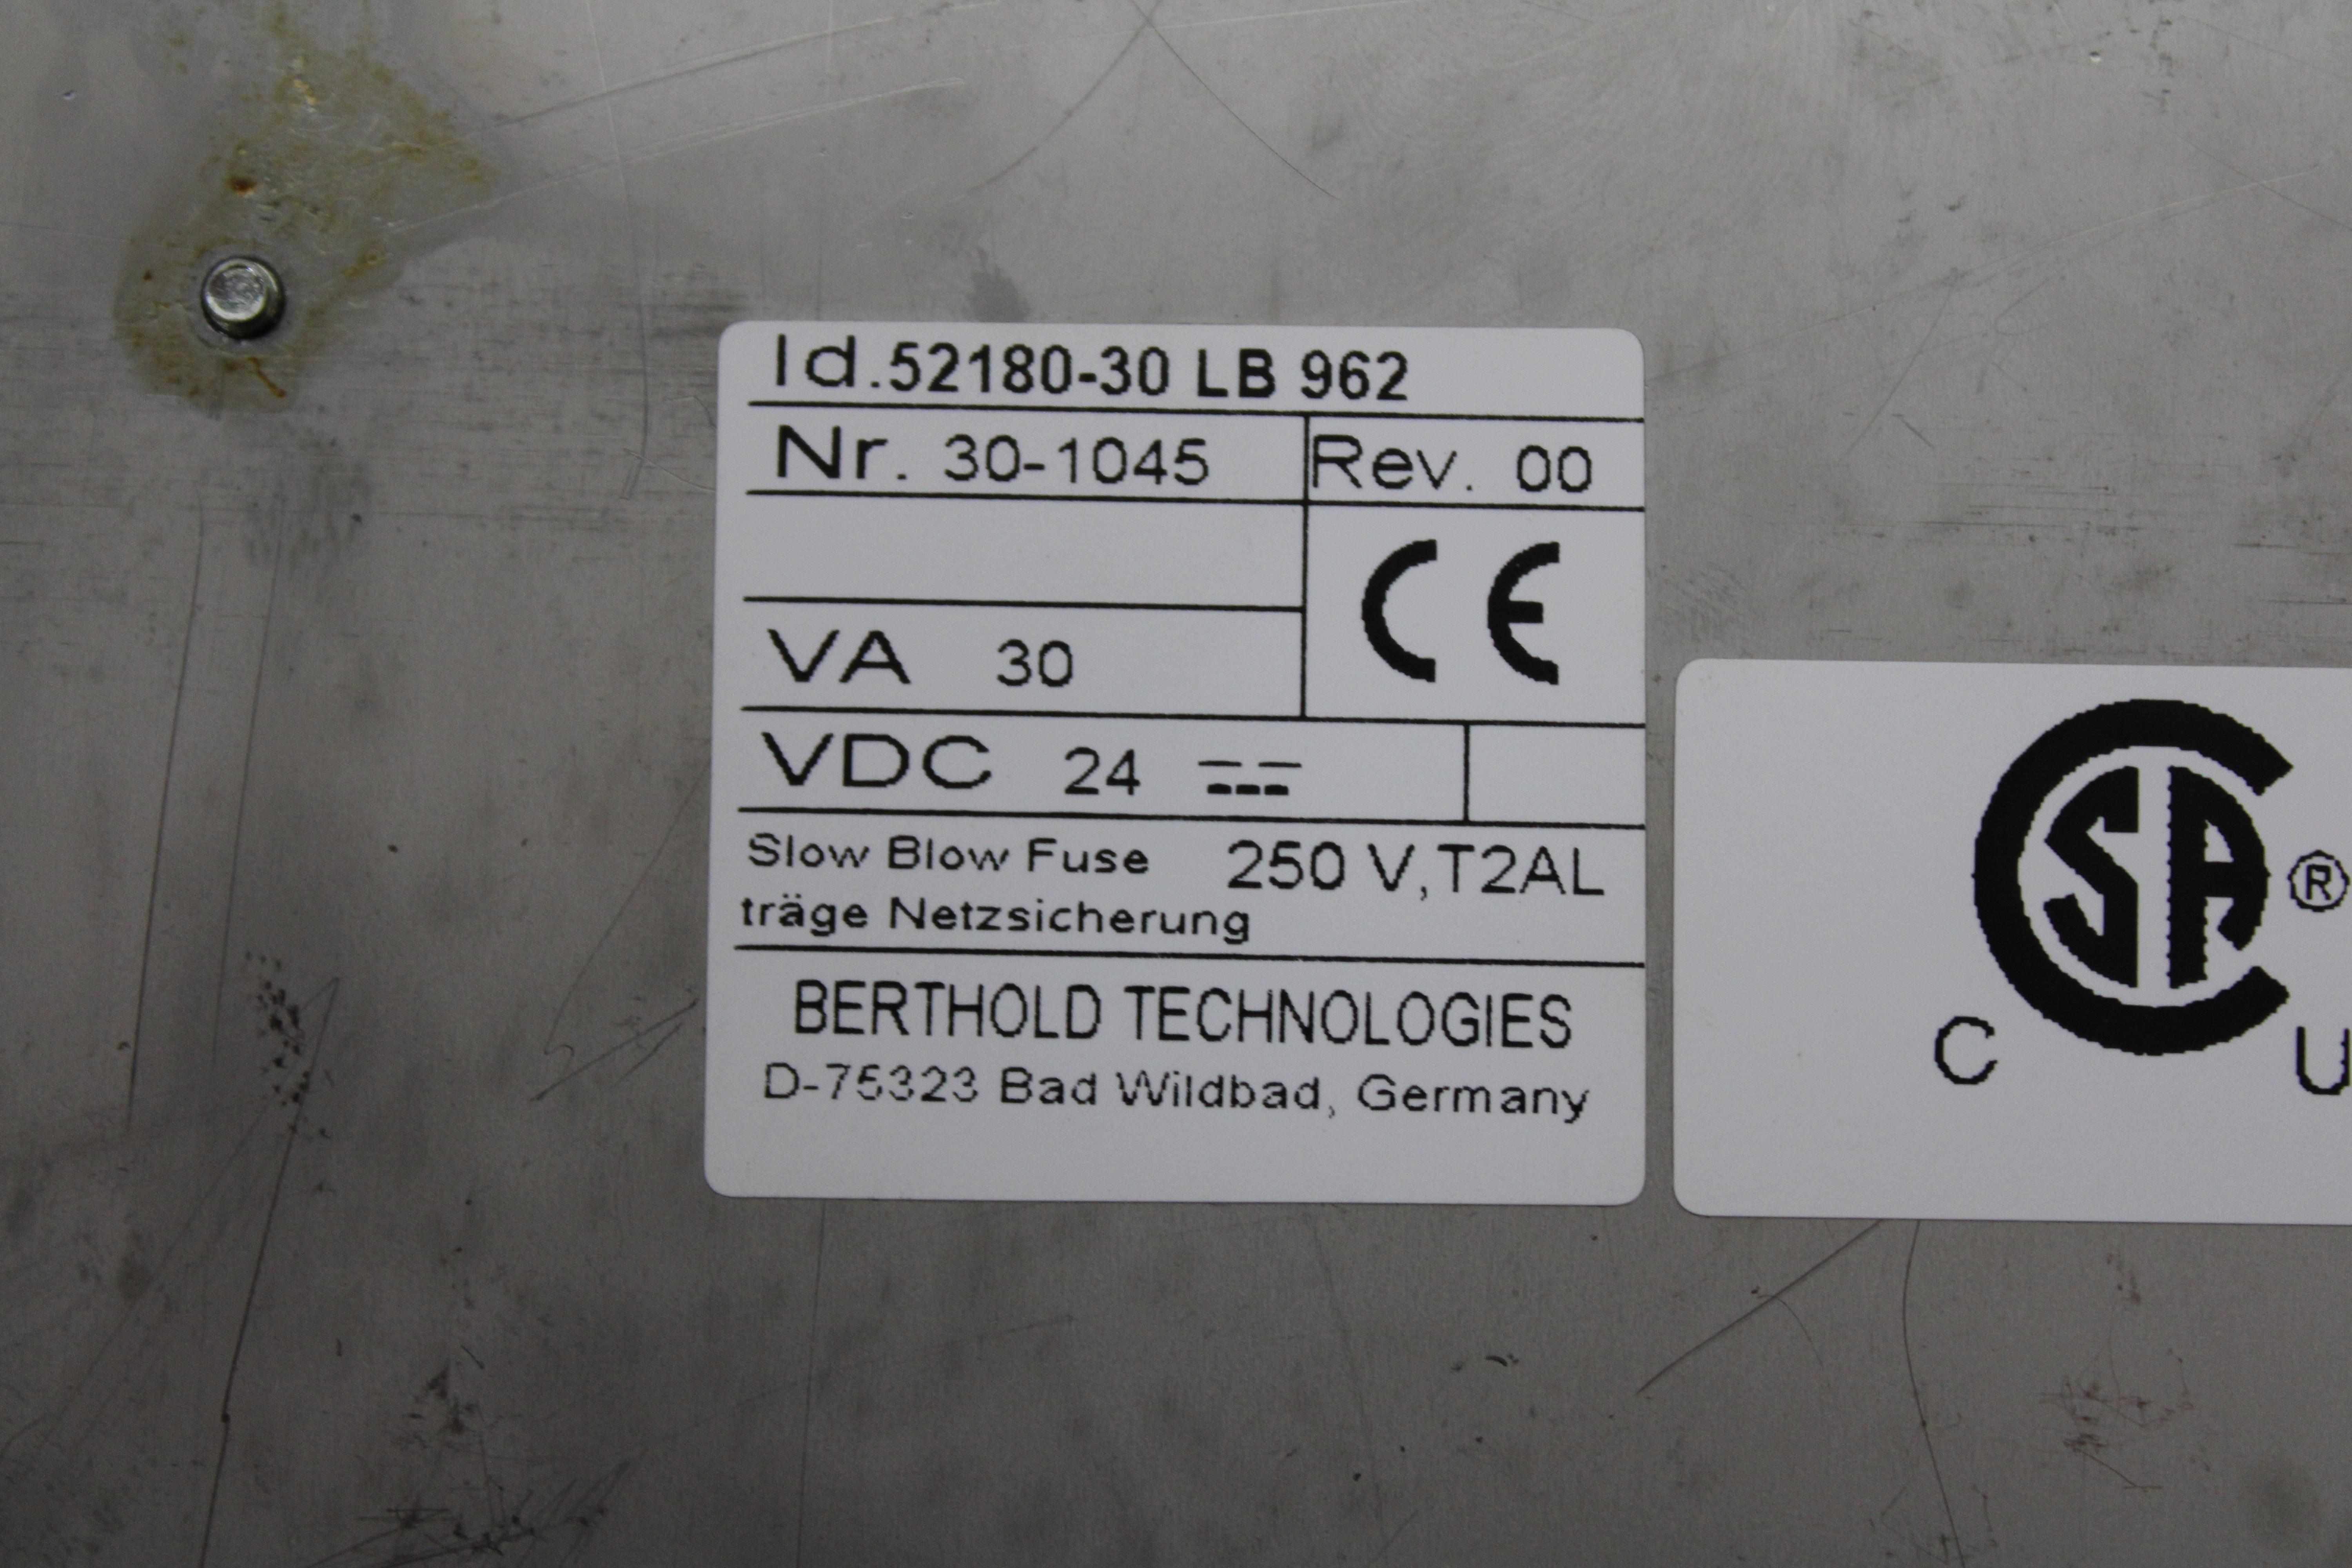 Id.52180-30 LB 962
Nr. 30-1045 Rev. 00
CE
VA 30
VDC 24
Slow Blow Fuse 250 V,T2AL
träge Netzsicherung
BERTHOLD TECHNOLOGIES
D-75323 Bad Wildbad, Germany
CSA ®
C U